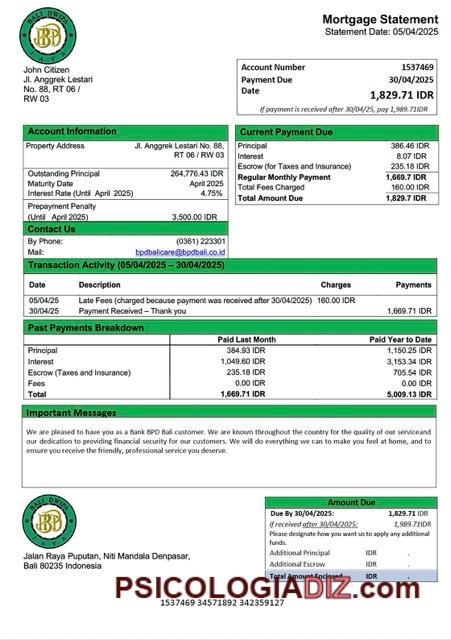 BALI DWIPA
JAYA
Mortgage Statement
Statement Date: 05/04/2025
John Citizen
Jl. Anggrek Lestari
No. 88, RT 06 /
RW 03
Account Number 1537469
Payment Due 30/04/2025
Date 1,829.71 IDR
If payment is received after 30/04/25, pay 1,989.71IDR
Account Information
Property Address Jl. Anggrek Lestari No. 88,
RT 06 / RW 03
Outstanding Principal 264,776.43 IDR
Maturity Date April 2025
Interest Rate (Until April 2025) 4.75%
Prepayment Penalty
(Until April 2025) 3,500.00 IDR
Contact Us
By Phone: (0361) 223301
Mail: bpdbalicare@bpdbali.co.id
Current Payment Due
Principal 386.46 IDR
Interest 8.07 IDR
Escrow (for Taxes and Insurance) 235.18 IDR
Regular Monthly Payment 1,669.7 IDR
Total Fees Charged 160.00 IDR
Total Amount Due 1,829.7 IDR
Transaction Activity (05/04/2025 – 30/04/2025)
Date Description Charges Payments
05/04/25 Late Fees (charged because payment was received after 30/04/2025) 160.00 IDR
30/04/25 Payment Received – Thank you 1,669.71 IDR
Past Payments Breakdown
Paid Last Month Paid Year to Date
Principal 384.93 IDR 1,150.25 IDR
Interest 1,049.60 IDR 3,153.34 IDR
Escrow (Taxes and Insurance) 235.18 IDR 705.54 IDR
Fees 0.00 IDR 0.00 IDR
Total 1,669.71 IDR 5,009.13 IDR
Important Messages
We are pleased to have you as a Bank BPD Bali customer. We are known throughout the country for the quality of our serviceand
our dedication to providing financial security for our customers. We will do everything we can to make you feel at home, and to
ensure you receive the friendly, professional service you deserve.
BALI DWIPA
JAYA
Jalan Raya Puputan, Niti Mandala Denpasar,
Bali 80235 Indonesia
Amount Due
Due By 30/04/2025: 1,829.71 IDR
If received after 30/04/2025: 1,989.71IDR
Please designate how you want us to apply any additional
funds.
Additional Principal IDR .
Additional Escrow IDR .
Total Amount Enclosed IDR .
PSICOLOGIADIZ.com
1537469 34571892 342359127